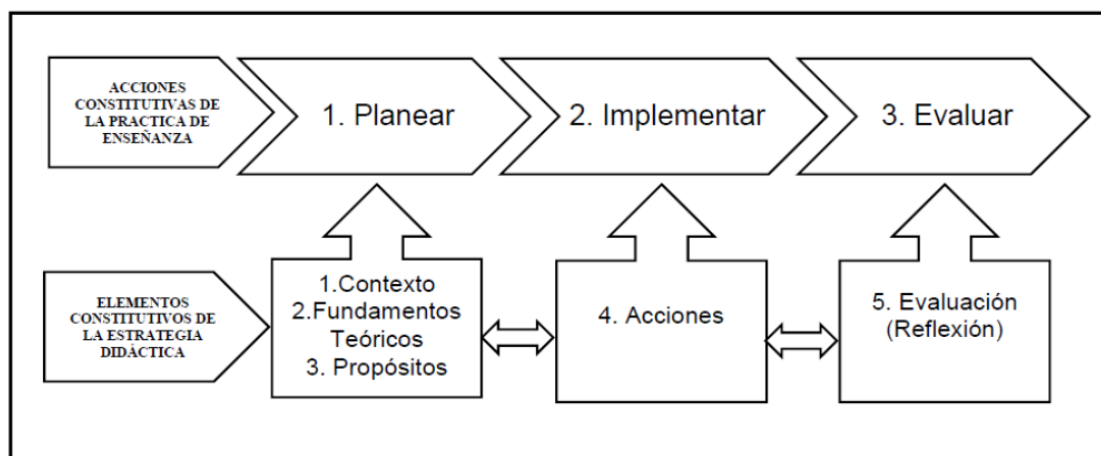 ACCIONES
CONSTITUTIVAS DE
LA PRACTICA DE
ENSEÑANZA
1. Planear
2. Implementar
3. Evaluar
ELEMENTOS
CONSTITUTIVOS DE
LA ESTRATEGIA
DIDÁCTICA
1.Contexto
2.Fundamentos
Teóricos
3. Propósitos
4. Acciones
5. Evaluación
(Reflexión)